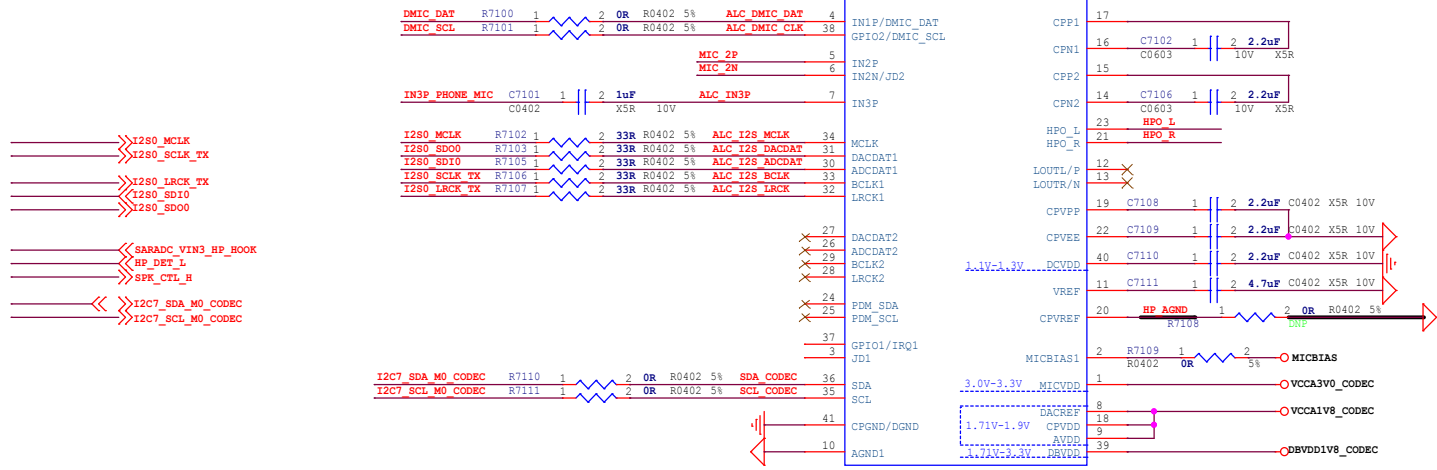 DMIC_DAT R7100 1 2 0R R0402 5% ALC_DMIC_DAT 4 IN1P/DMIC_DAT
DMIC_SCL R7101 1 2 0R R0402 5% ALC_DMIC_CLK 38 GPIO2/DMIC_SCL
MIC_2P 5 IN2P
MIC_2N 6 IN2N/JD2
IN3P_PHONE_MIC C7101 1 2 1uF ALC_IN3P 7 IN3P
C0402 X5R 10V
I2S0_MCLK R7102 1 2 33R R0402 5% ALC_I2S_MCLK 34 MCLK
I2S0_SDO0 R7103 1 2 33R R0402 5% ALC_I2S_DACDAT 31 DACDAT1
I2S0_SDI0 R7105 1 2 33R R0402 5% ALC_I2S_ADCDAT 30 ADCDAT1
I2S0_SCLK_TX R7106 1 2 33R R0402 5% ALC_I2S_BCLK 33 BCLK1
I2S0_LRCK_TX R7107 1 2 33R R0402 5% ALC_I2S_LRCK 32 LRCK1
I2S0_MCLK
I2S0_SCLK_TX
I2S0_LRCK_TX
I2S0_SDI0
I2S0_SDO0
SARADC_VIN3_HP_HOOK
HP_DET_L
SPK_CTL_H
I2C7_SDA_M0_CODEC
I2C7_SCL_M0_CODEC
27 DACDAT2
26 ADCDAT2
29 BCLK2
28 LRCK2
24 PDM_SDA
25 PDM_SCL
37 GPIO1/IRQ1
3 JD1
I2C7_SDA_M0_CODEC R7110 1 2 0R R0402 5% SDA_CODEC 36 SDA
I2C7_SCL_M0_CODEC R7111 1 2 0R R0402 5% SCL_CODEC 35 SCL
41 CPGND/DGND
10 AGND1
CPP1 17
CPN1 16 C7102 1 2 2.2uF
C0603 10V X5R
CPP2 15
CPN2 14 C7106 1 2 2.2uF
C0603 10V X5R
HPO_L 23 HPO_L
HPO_R 21 HPO_R
LOUTL/P 12
LOUTR/N 13
CPVPP 19 C7108 1 2 2.2uF C0402 X5R 10V
CPVEE 22 C7109 1 2 2.2uF C0402 X5R 10V
1.1V-1.3V DCVDD 40 C7110 1 2 2.2uF C0402 X5R 10V
VREF 11 C7111 1 2 4.7uF C0402 X5R 10V
CPVREF 20 HP_AGND 1 2 0R R0402 5%
R7108 DNP
MICBIAS1 2 R7109 1 2 MICBIAS
R0402 0R 5%
3.0V-3.3V MICVDD 1 VCCA3V0_CODEC
DACREF 8 VCCA1V8_CODEC
1.71V-1.9V CPVDD 18
AVDD 9
1.71V-3.3V DBVDD 39 DBVDD1V8_CODEC